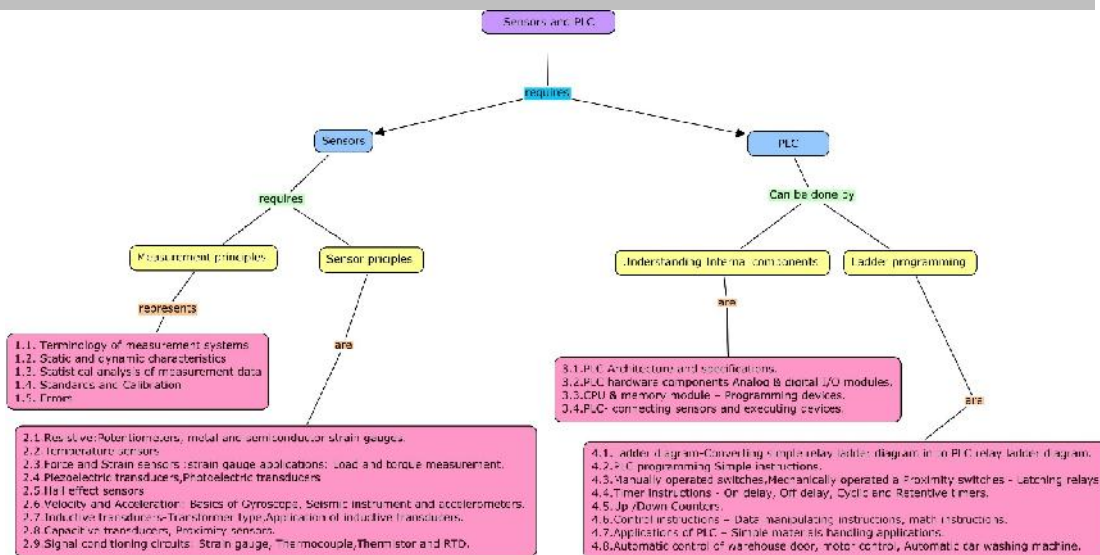 Sensors and PLC
requires
Sensors
PLC
requires
Can be done by
Measurement principles
Sensor priciples
Understanding Internal components
Ladder programming
represents
are
are
are
1.1. Terminology of measurement systems
1.2. Static and dynamic characteristics
1.3. Statistical analysis of measurement data
1.4. Standards and Calibration
1.5. Errors
2.1.Resistive:Potentiometers, metal and semiconductor strain gauges.
2.2.Temperature sensors
2.3.Force and Strain sensors :strain gauge applications: Load and torque measurement.
2.4.Piezoelectric transducers,Photoelectric transducers
2.5.Hall effect sensors
2.6.Velocity and Acceleration: Basics of Gyroscope, Seismic instrument and accelerometers.
2.7.Inductive transducers-Transformer type,Application of inductive transducers.
2.8.Capacitive transducers, Proximity sensors.
2.9.Signal conditioning circuits: Strain gauge, Thermocouple,Thermistor and RTD.
3.1.PLC Architecture and specifications.
3.2.PLC hardware components Analog & digital I/O modules.
3.3.CPU & memory module – Programming devices.
3.4.PLC- connecting sensors and executing devices.
4.1. Ladder diagram-Converting simple relay ladder diagram in to PLC relay ladder diagram.
4.2.PLC programming Simple instructions.
4.3.Manually operated switches,Mechanically operated a Proximity switches - Latching relays
4.4.Timer instructions - On delay, Off delay, Cyclic and Retentive timers.
4.5. Up /Down Counters.
4.6.Control instructions – Data manipulating instructions, math instructions.
4.7.Applications of PLC – Simple materials handling applications.
4.8.Automatic control of warehouse door, motor control, Automatic car washing machine.